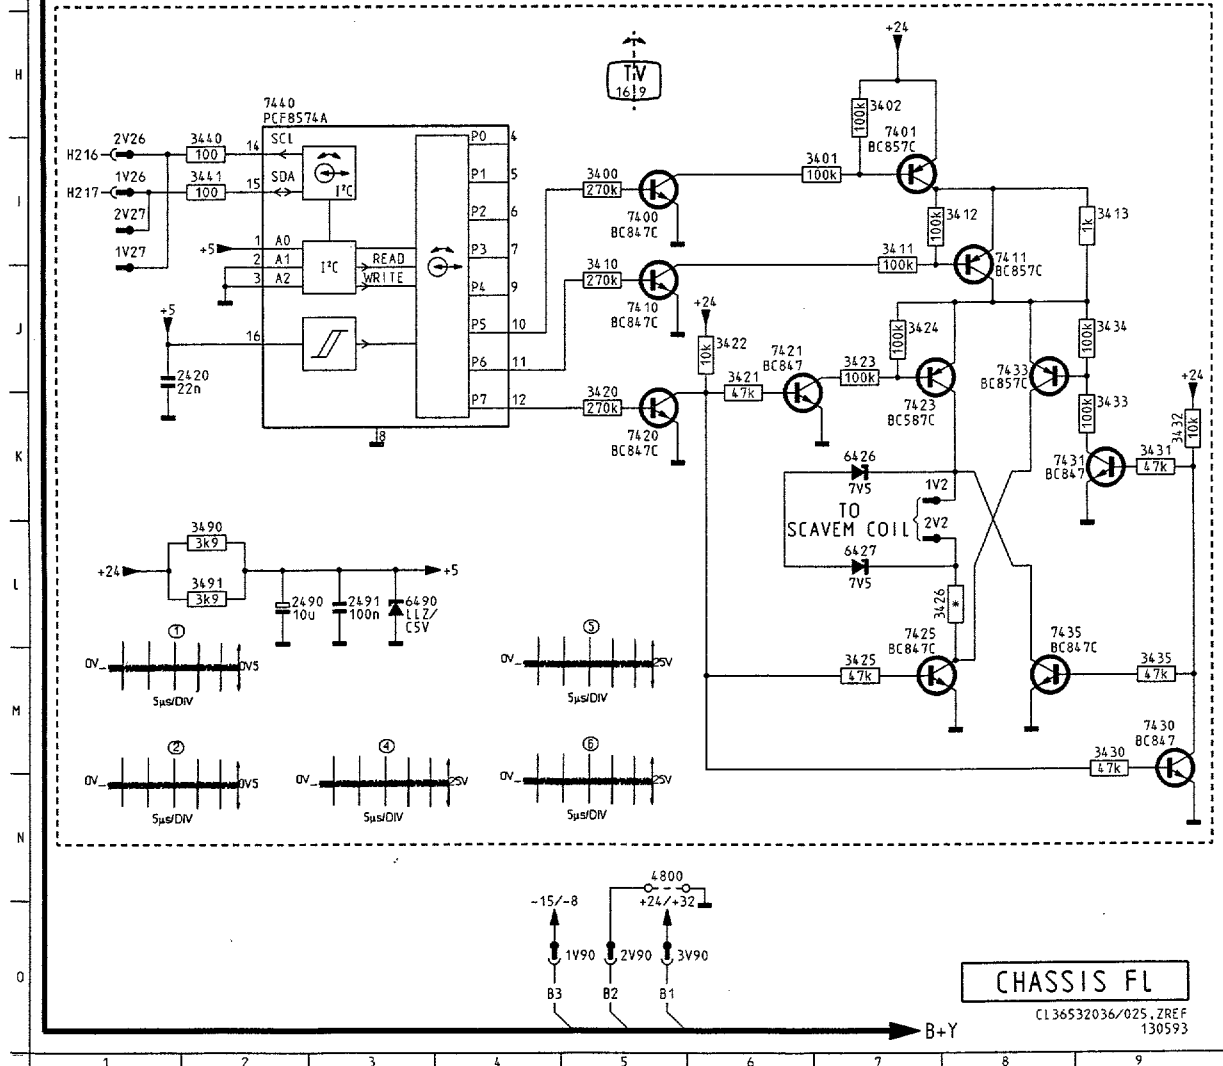 H
I
J
K
L
M
N
O
+24
TV
16 9
3402
100k
7401
BC857C
7440
PCF8574A
2V26
H216
3440
100
14
SCL
P0
4
1V26
H217
3441
100
15
SDA
I²C
P1
5
2V27
P2
6
1V27
+5
1
A0
2
A1
3
A2
I²C
READ
WRITE
P3
7
P4
9
P5
10
P6
11
P7
12
+5
16
2420
22n
8
3400
270k
7400
BC847C
3401
100k
3412
100k
3413
1k
3410
270k
7410
BC847C
3411
100k
7411
BC857C
+24
3422
10k
3424
100k
3434
100k
7421
BC847
3421
47k
3423
100k
7423
BC587C
7433
BC857C
3433
100k
+24
3432
10k
3420
270k
7420
BC847C
7431
BC847
3431
47k
6426
7V5
1V2
TO
SCAVEM COIL
2V2
6427
7V5
3426
*
7425
BC847C
7435
BC847C
3425
47k
3435
47k
7430
BC847
3430
47k
+24
3490
3k9
3491
3k9
+5
2490
10u
2491
100n
6490
LLZ/
C5V
1
0V
0V5
5µs/DIV
5
0V
25V
5µs/DIV
2
0V
0V5
5µs/DIV
4
0V
25V
5µs/DIV
6
0V
25V
5µs/DIV
4800
-15/-8
+24/+32
1V90
2V90
3V90
B3
B2
B1
B+Y
CHASSIS FL
CL36532036/025.ZREF
130593
1
2
3
4
5
6
7
8
9